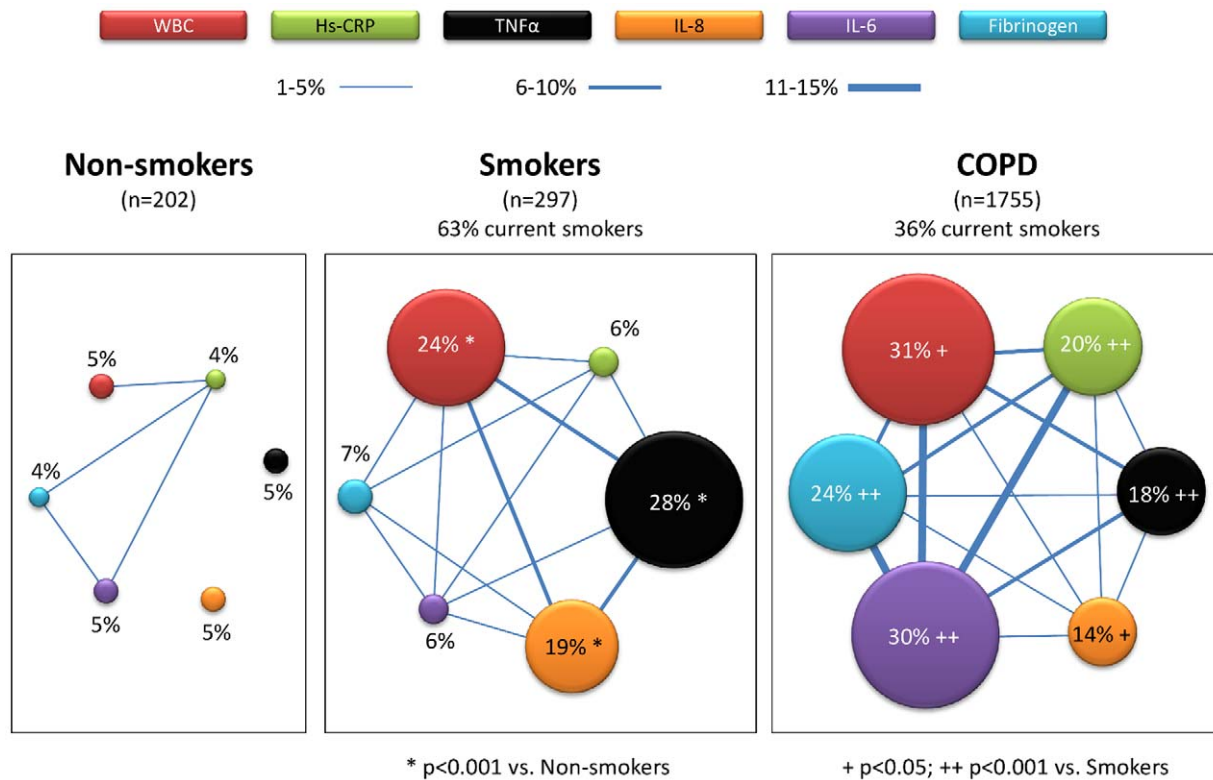 WBC Hs-CRP TNFα IL-8 IL-6 Fibrinogen
1-5% 6-10% 11-15%
Non-smokers
(n=202)
Smokers
(n=297)
63% current smokers
COPD
(n=1755)
36% current smokers
5%
4%
4%
5%
5%
5%
24% *
6%
7%
28% *
6%
19% *
31% +
20% ++
24% ++
18% ++
30% ++
14% +
* p<0.001 vs. Non-smokers
+ p<0.05; ++ p<0.001 vs. Smokers